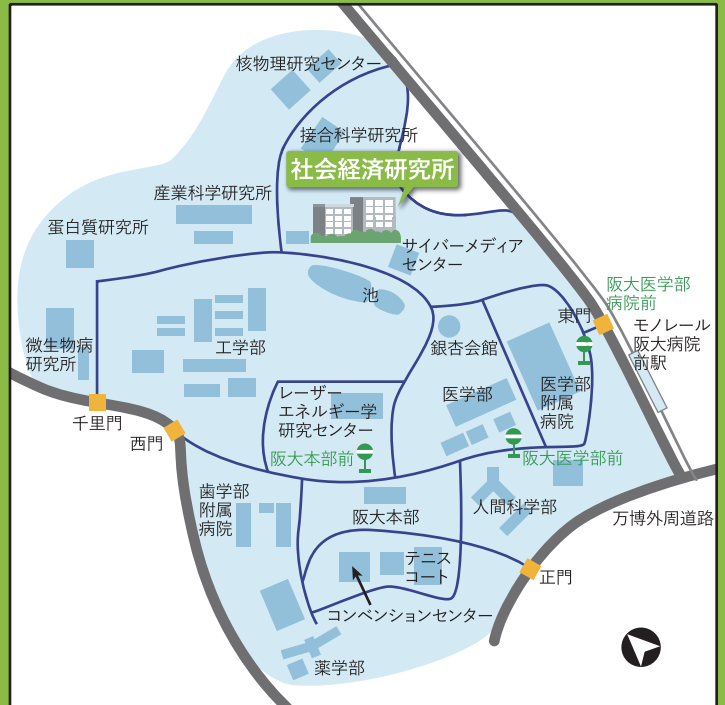 核物理研究センター
接合科学研究所
社会経済研究所
産業科学研究所
蛋白質研究所
サイバーメディア
センター
池
阪大医学部
病院前
東門
モノレール
阪大病院
前駅
微生物病
研究所
工学部
銀杏会館
医学部
医学部
附属
病院
レーザー
エネルギー学
研究センター
千里門
西門
阪大本部前
阪大医学部前
歯学部
附属
病院
阪大本部
人間科学部
万博外周道路
テニス
コート
正門
コンベンションセンター
薬学部